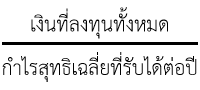 เงินที่ลงทุนทั้งหมด
กำไรสุทธิเฉลี่ยที่รับได้ต่อปี